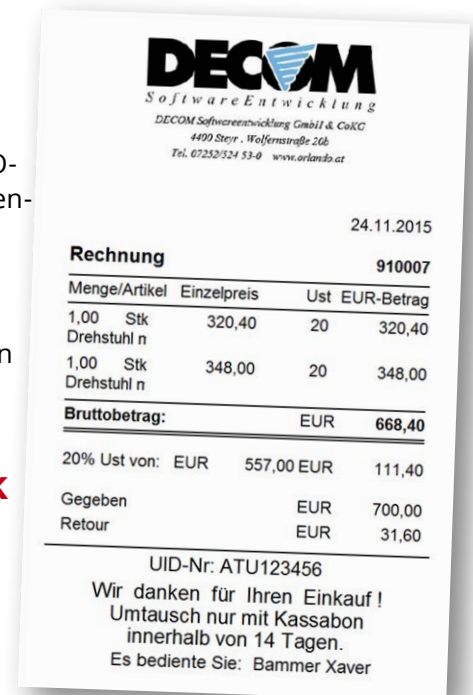 DECOM
SoftwareEntwicklung
DECOM Softwareentwicklung GmbH & CoKG
4400 Steyr , Wolfernstraße 20b
Tel. 07252/524 53-0 www.orlando.at
24.11.2015
Rechnung 910007
Menge/Artikel Einzelpreis Ust EUR-Betrag
1,00 Stk 320,40 20 320,40
Drehstuhl n
1,00 Stk 348,00 20 348,00
Drehstuhl n
Bruttobetrag: EUR 668,40
20% Ust von: EUR 557,00 EUR 111,40
Gegeben EUR 700,00
Retour EUR 31,60
UID-Nr: ATU123456
Wir danken für Ihren Einkauf !
Umtausch nur mit Kassabon
innerhalb von 14 Tagen.
Es bediente Sie: Bammer Xaver